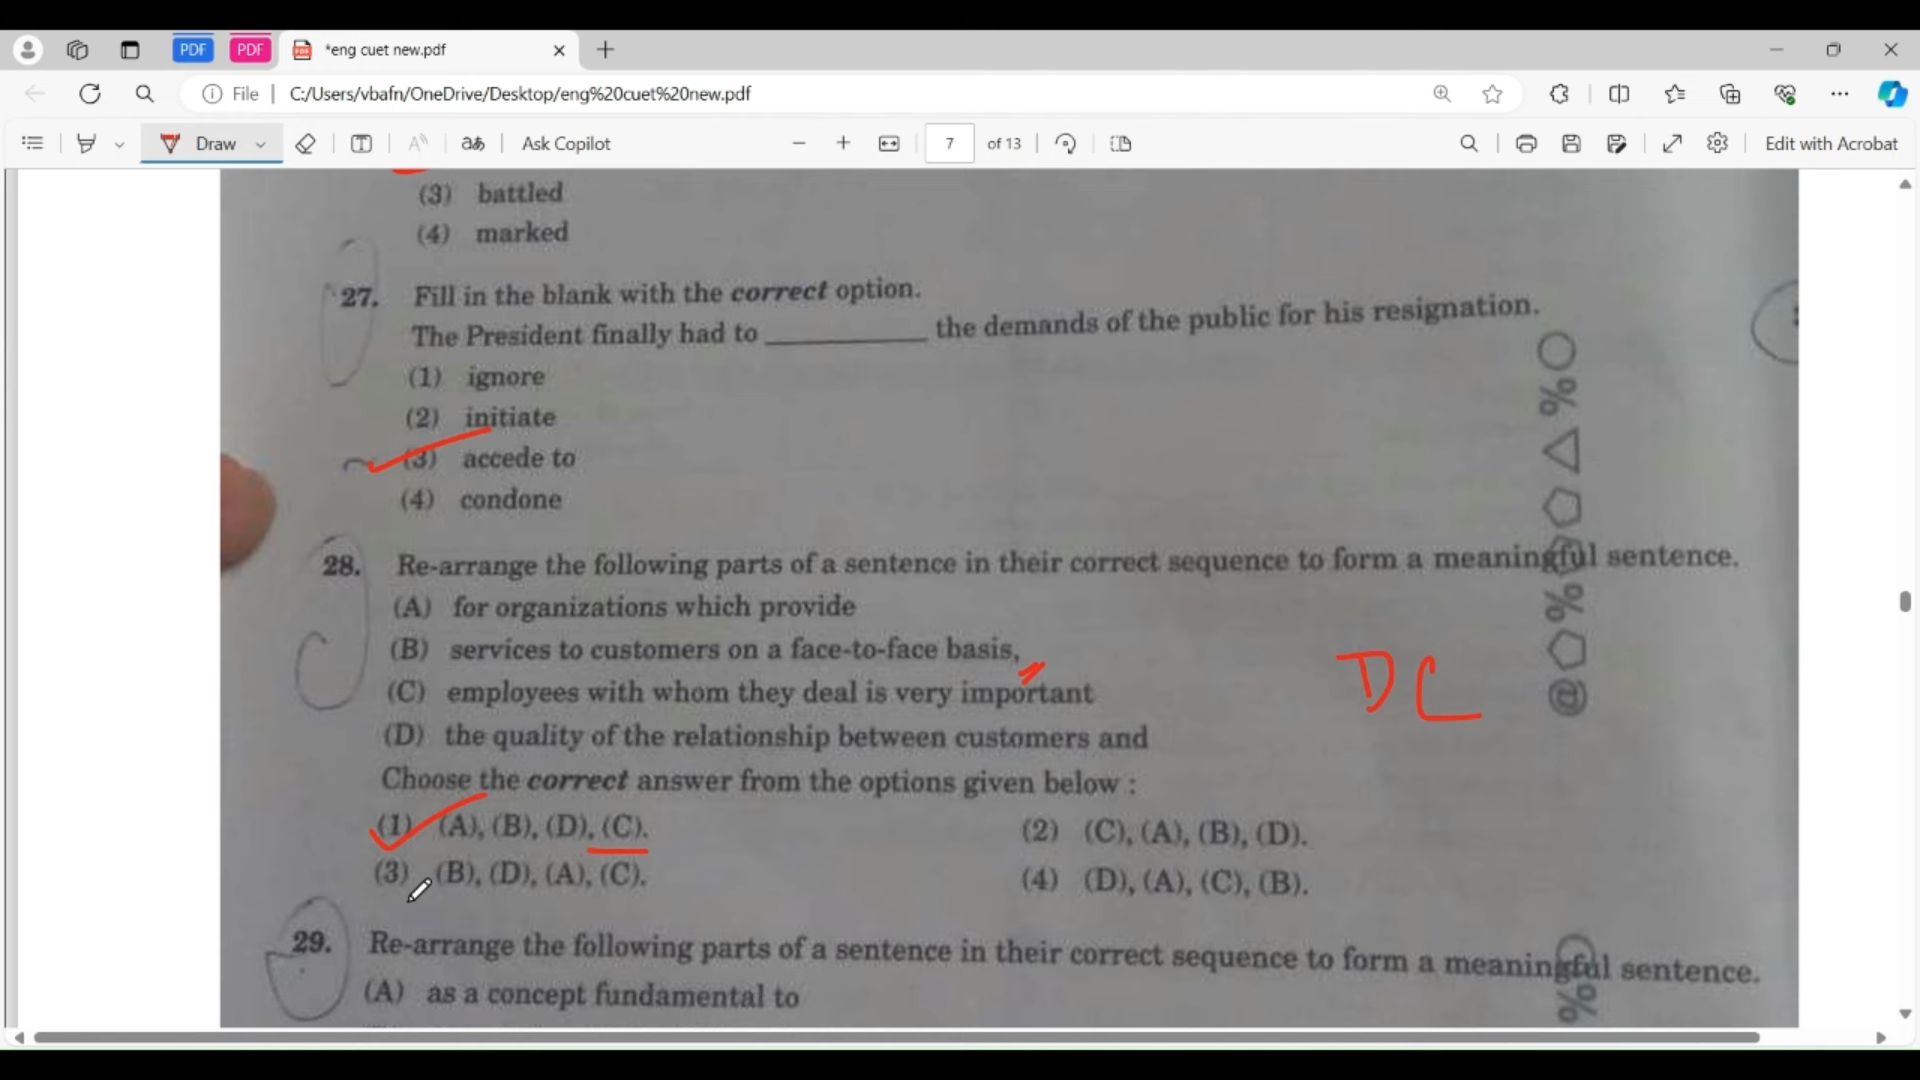 PDF PDF *eng cuet new.pdf
File C:/Users/vbafn/OneDrive/Desktop/eng%20cuet%20new.pdf
Draw Ask Copilot 7 of 13 Edit with Acrobat
(3) battled
(4) marked
27. Fill in the blank with the correct option.
The President finally had to __________ the demands of the public for his resignation.
(1) ignore
(2) initiate
(3) accede to
(4) condone
28. Re-arrange the following parts of a sentence in their correct sequence to form a meaningful sentence.
(A) for organizations which provide
(B) services to customers on a face-to-face basis,
(C) employees with whom they deal is very important
(D) the quality of the relationship between customers and
DC
Choose the correct answer from the options given below :
(1) (A), (B), (D), (C). (2) (C), (A), (B), (D).
(3) (B), (D), (A), (C). (4) (D), (A), (C), (B).
29. Re-arrange the following parts of a sentence in their correct sequence to form a meaningful sentence.
(A) as a concept fundamental to